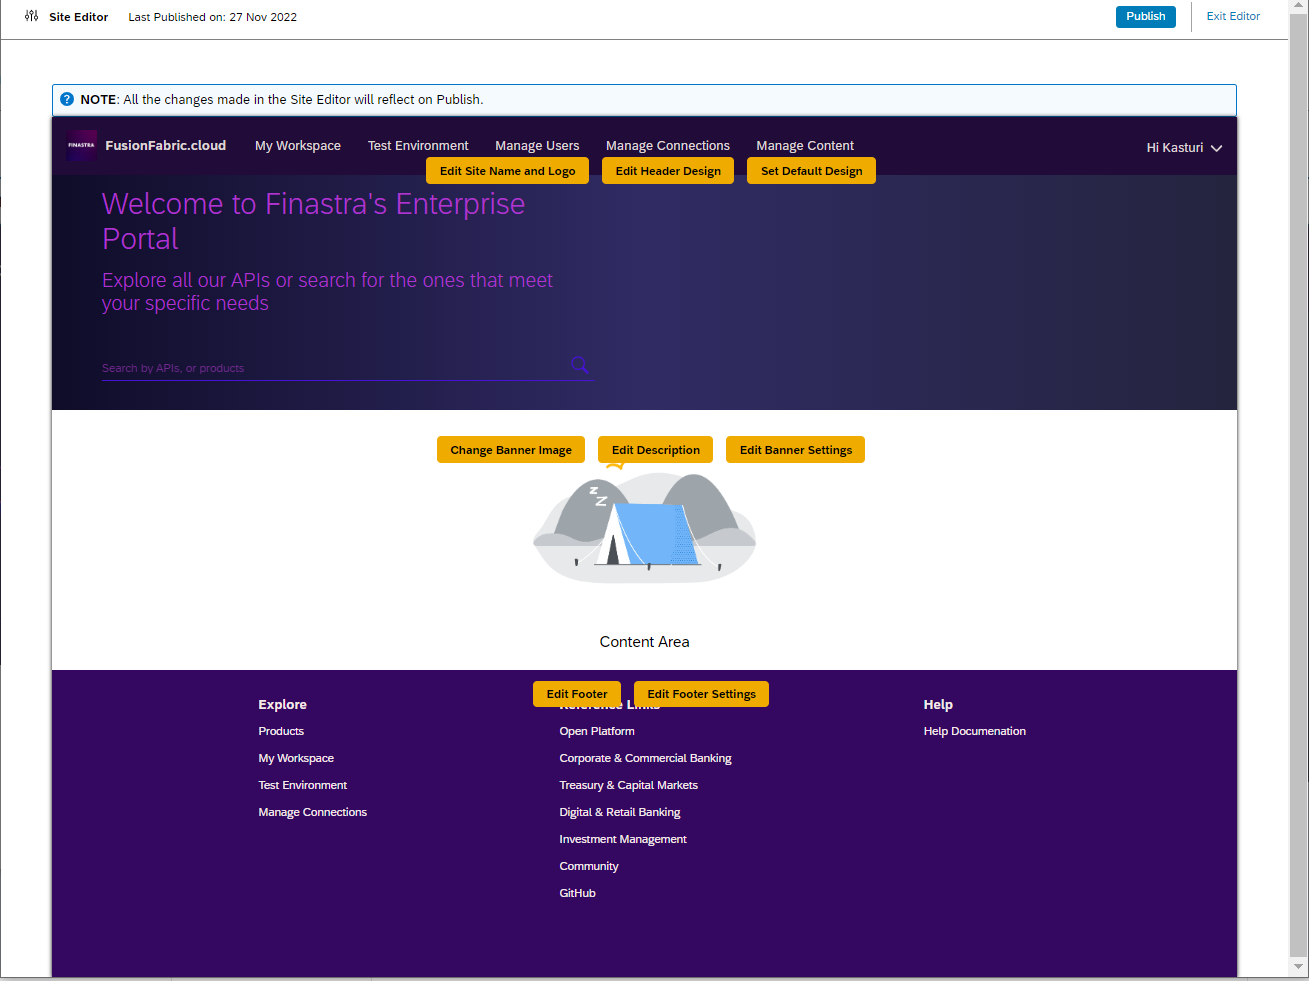 Site Editor Last Published on: 27 Nov 2022 Publish Exit Editor
NOTE: All the changes made in the Site Editor will reflect on Publish.
FINASTRA FusionFabric.cloud My Workspace Test Environment Manage Users Manage Connections Manage Content Hi Kasturi
Edit Site Name and Logo Edit Header Design Set Default Design
Welcome to Finastra's Enterprise
Portal
Explore all our APIs or search for the ones that meet
your specific needs
Search by APIs, or products
Change Banner Image Edit Description Edit Banner Settings
z
Z
Content Area
Edit Footer Edit Footer Settings
Explore Reference Links Help
Products Open Platform Help Documenation
My Workspace Corporate & Commercial Banking
Test Environment Treasury & Capital Markets
Manage Connections Digital & Retail Banking
Investment Management
Community
GitHub